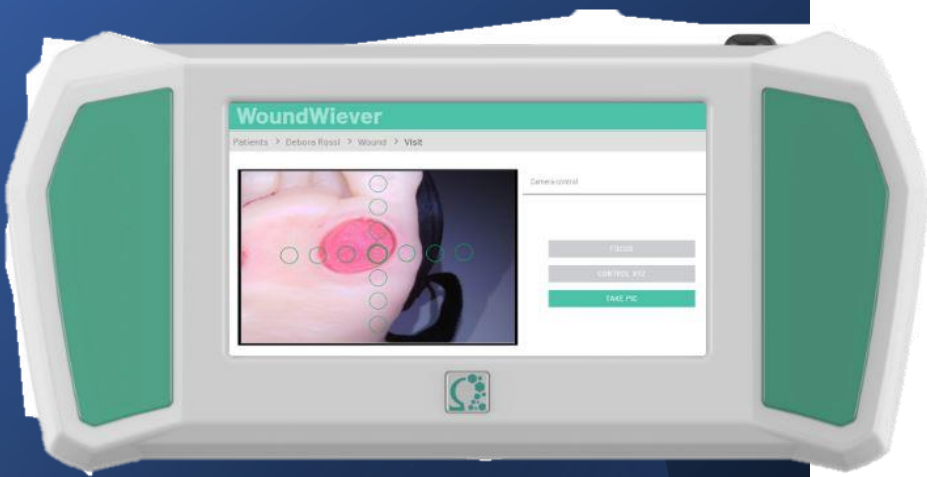 WoundWiever
Patients > Debora Rossi > Wound > Visit
Camera control
FOCUS
CONTROL XYZ
TAKE PIC